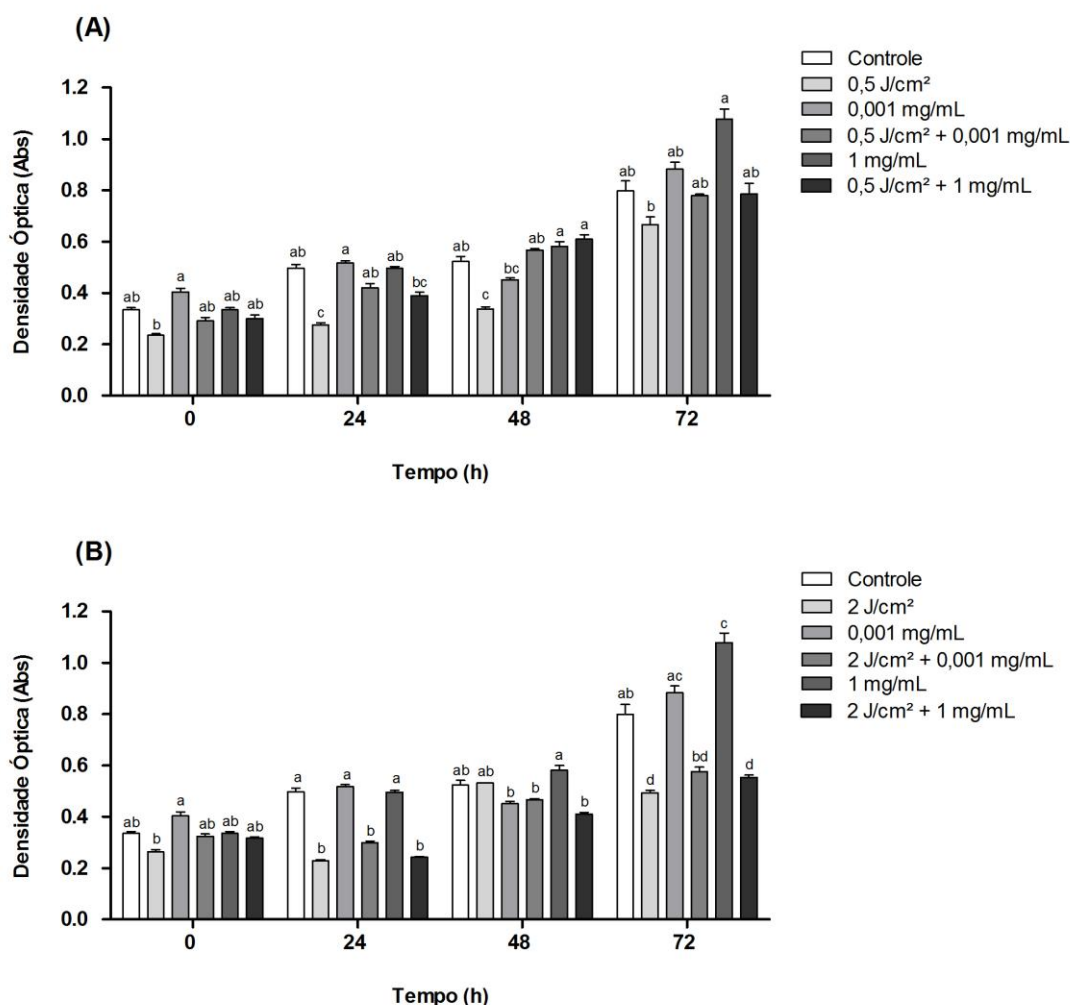 (A)
Controle
0,5 J/cm²
0,001 mg/mL
0,5 J/cm² + 0,001 mg/mL
1 mg/mL
0,5 J/cm² + 1 mg/mL
Densidade Óptica (Abs)
1.2
1.0
0.8
0.6
0.4
0.2
0.0
ab b a ab ab ab
ab c a ab ab bc
ab c bc ab a a
ab b ab ab a ab
0 24 48 72
Tempo (h)
(B)
Controle
2 J/cm²
0,001 mg/mL
2 J/cm² + 0,001 mg/mL
1 mg/mL
2 J/cm² + 1 mg/mL
Densidade Óptica (Abs)
1.2
1.0
0.8
0.6
0.4
0.2
0.0
ab b a ab ab ab
a b a b a b
ab ab b b a b
ab d ac bd c d
0 24 48 72
Tempo (h)